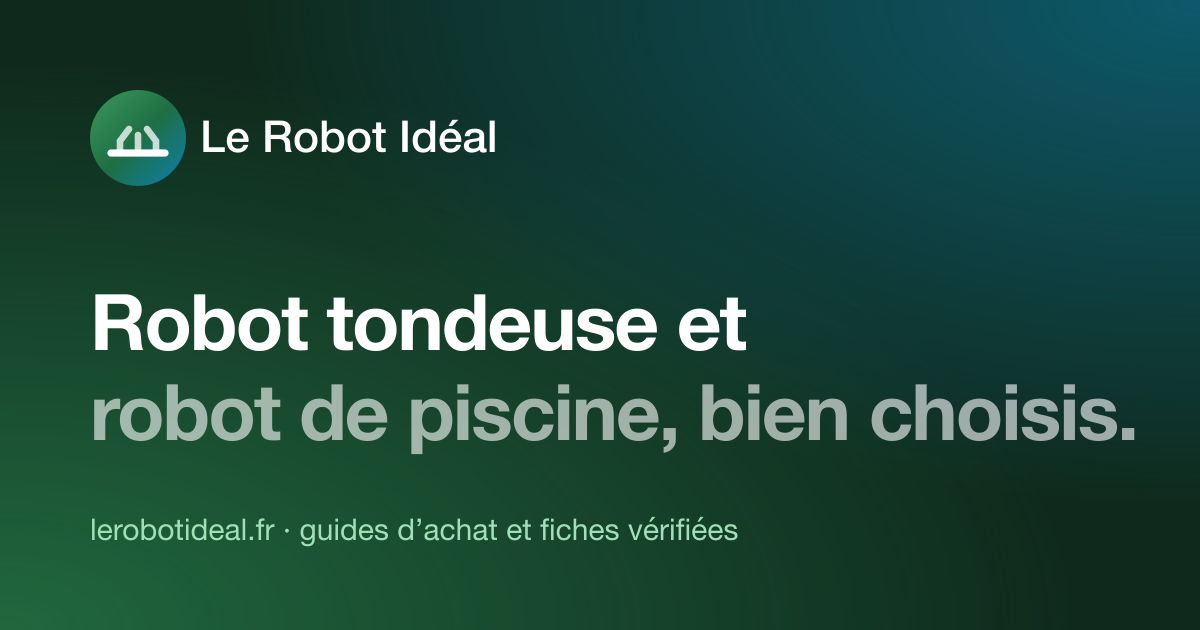 Le Robot Idéal
Robot tondeuse et
robot de piscine, bien choisis.
lerobotideal.fr · guides d’achat et fiches vérifiées